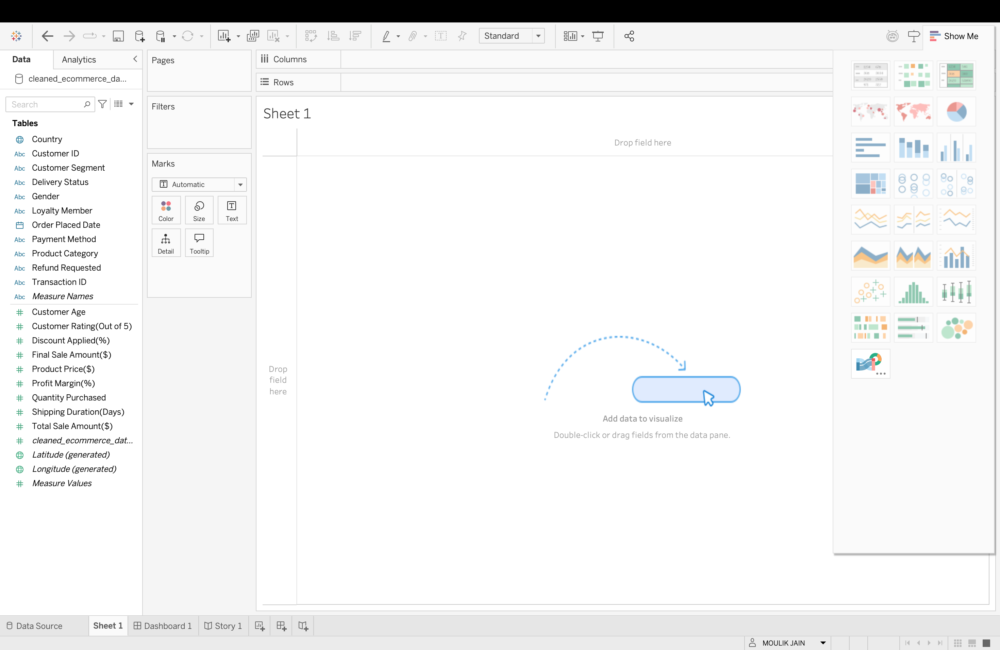 Standard
Show Me
Data
Analytics
cleaned_ecommerce_da...
Search
Tables
Country
Abc Customer ID
Abc Customer Segment
Abc Delivery Status
Abc Gender
Abc Loyalty Member
Order Placed Date
Abc Payment Method
Abc Product Category
Abc Refund Requested
Abc Transaction ID
Abc Measure Names
Customer Age
Customer Rating(Out of 5)
Discount Applied(%)
Final Sale Amount($)
Product Price($)
Profit Margin(%)
Quantity Purchased
Shipping Duration(Days)
Total Sale Amount($)
cleaned_ecommerce_dat...
Latitude (generated)
Longitude (generated)
Measure Values
Pages
Filters
Marks
Automatic
Color
Size
Text
Detail
Tooltip
Columns
Rows
Sheet 1
Drop field here
Drop
field
here
Add data to visualize
Double-click or drag fields from the data pane.
Data Source
Sheet 1
Dashboard 1
Story 1
MOULIK JAIN